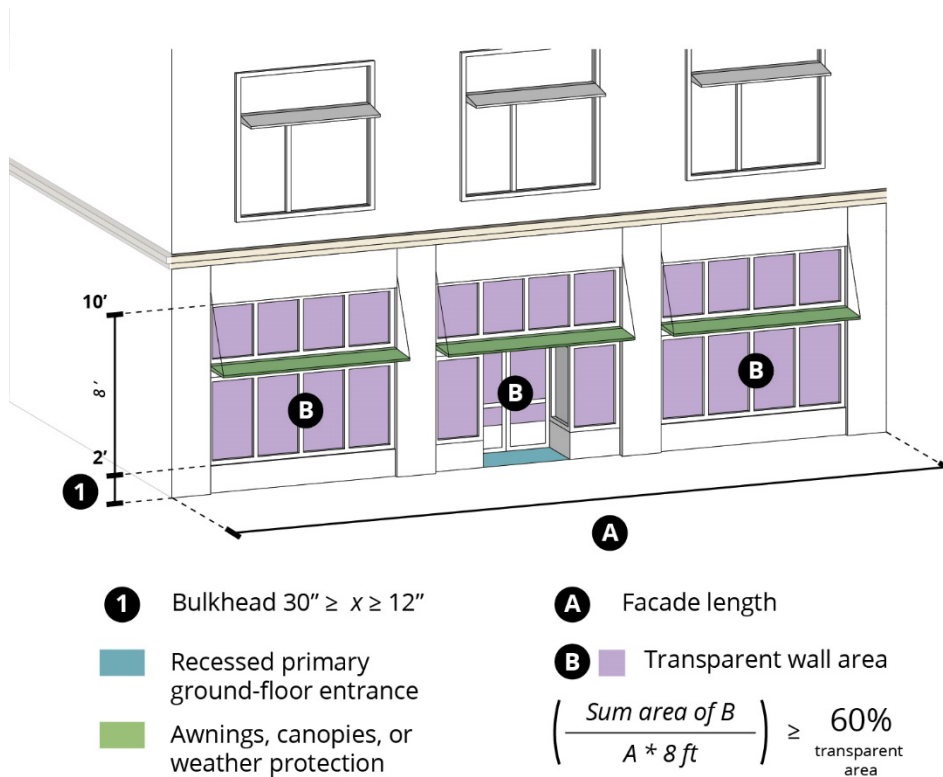 10’
8’
2’
1
B
B
B
A
1 Bulkhead 30” ≥ x ≥ 12”
Recessed primary
ground-floor entrance
Awnings, canopies, or
weather protection
A Facade length
B Transparent wall area
Sum area of B
A * 8 ft
≥ 60%
transparent
area